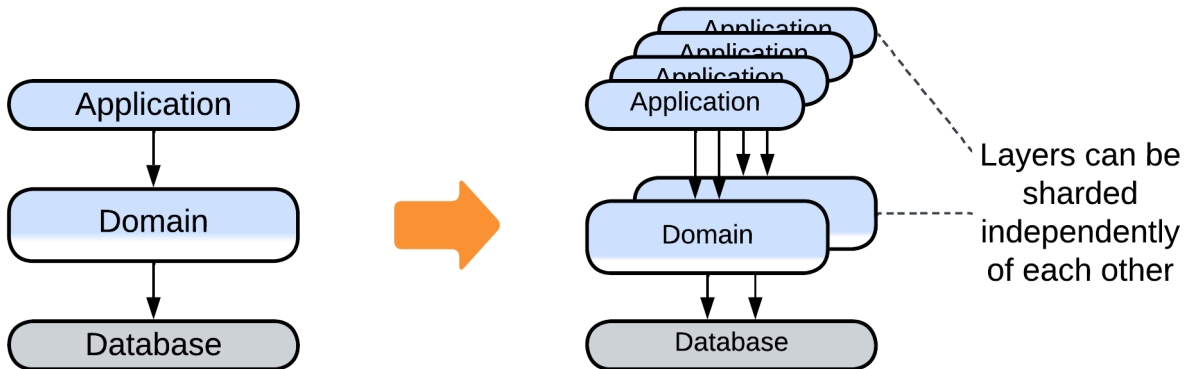 Application
Domain
Database
Application
Application
Application
Application
Domain
Database
Layers can be
sharded
independently
of each other